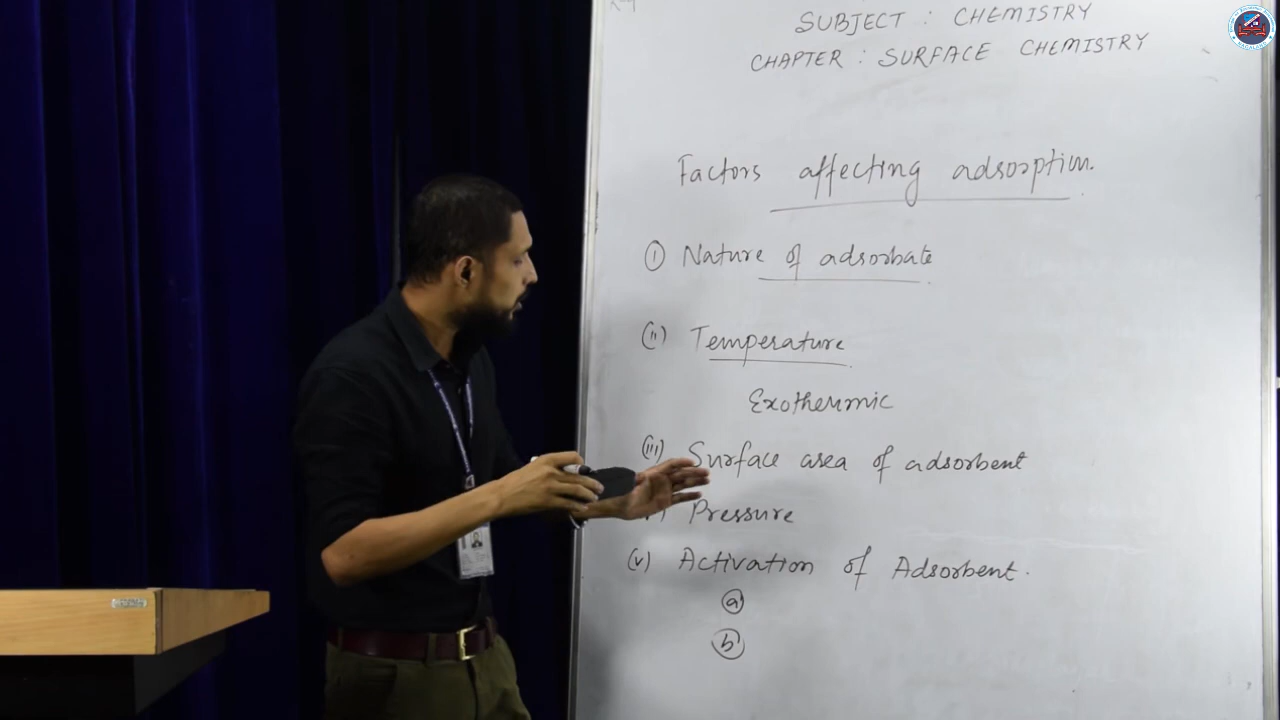 SUBJECT : CHEMISTRY
CHAPTER : SURFACE CHEMISTRY
Factors affecting adsorption.
(i) Nature of adsorbate
(ii) Temperature
Exothermic
(iii) Surface area of adsorbent
Pressure
(v) Activation of Adsorbent.
(a)
(b)
NAGALAND